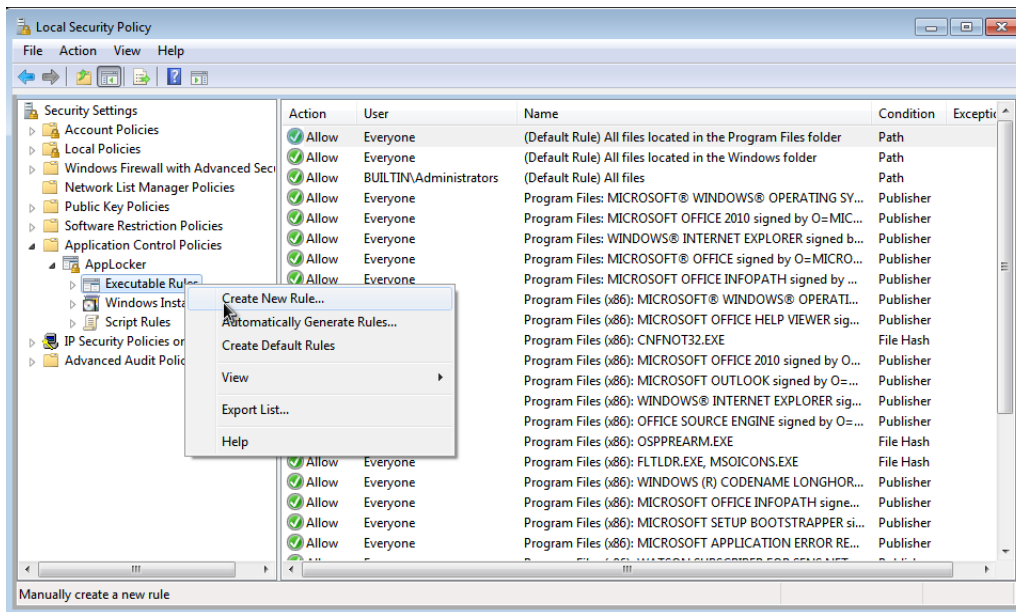 Local Security Policy
File Action View Help
Security Settings
Account Policies
Local Policies
Windows Firewall with Advanced Secu
Network List Manager Policies
Public Key Policies
Software Restriction Policies
Application Control Policies
AppLocker
Executable Rules
Windows Insta
Script Rules
IP Security Policies on
Advanced Audit Polic
Create New Rule...
Automatically Generate Rules...
Create Default Rules
View
Export List...
Help
Action User Name Condition Exceptic
Allow Everyone (Default Rule) All files located in the Program Files folder Path
Allow Everyone (Default Rule) All files located in the Windows folder Path
Allow BUILTIN\Administrators (Default Rule) All files Path
Allow Everyone Program Files: MICROSOFT® WINDOWS® OPERATING SY... Publisher
Allow Everyone Program Files: MICROSOFT OFFICE 2010 signed by O=MIC... Publisher
Allow Everyone Program Files: WINDOWS® INTERNET EXPLORER signed b... Publisher
Allow Everyone Program Files: MICROSOFT® OFFICE signed by O=MICRO... Publisher
Allow Everyone Program Files: MICROSOFT OFFICE INFOPATH signed by ... Publisher
Program Files (x86): MICROSOFT® WINDOWS® OPERATI... Publisher
Program Files (x86): MICROSOFT OFFICE HELP VIEWER sig... Publisher
Program Files (x86): CNFNOT32.EXE File Hash
Program Files (x86): MICROSOFT OFFICE 2010 signed by O... Publisher
Program Files (x86): MICROSOFT OUTLOOK signed by O=... Publisher
Program Files (x86): WINDOWS® INTERNET EXPLORER sig... Publisher
Program Files (x86): OFFICE SOURCE ENGINE signed by O=... Publisher
Program Files (x86): OSPPREARM.EXE File Hash
Allow Everyone Program Files (x86): FLTLDR.EXE, MSOICONS.EXE File Hash
Allow Everyone Program Files (x86): WINDOWS (R) CODENAME LONGHOR... Publisher
Allow Everyone Program Files (x86): MICROSOFT OFFICE INFOPATH signe... Publisher
Allow Everyone Program Files (x86): MICROSOFT SETUP BOOTSTRAPPER si... Publisher
Allow Everyone Program Files (x86): MICROSOFT APPLICATION ERROR RE... Publisher
Manually create a new rule